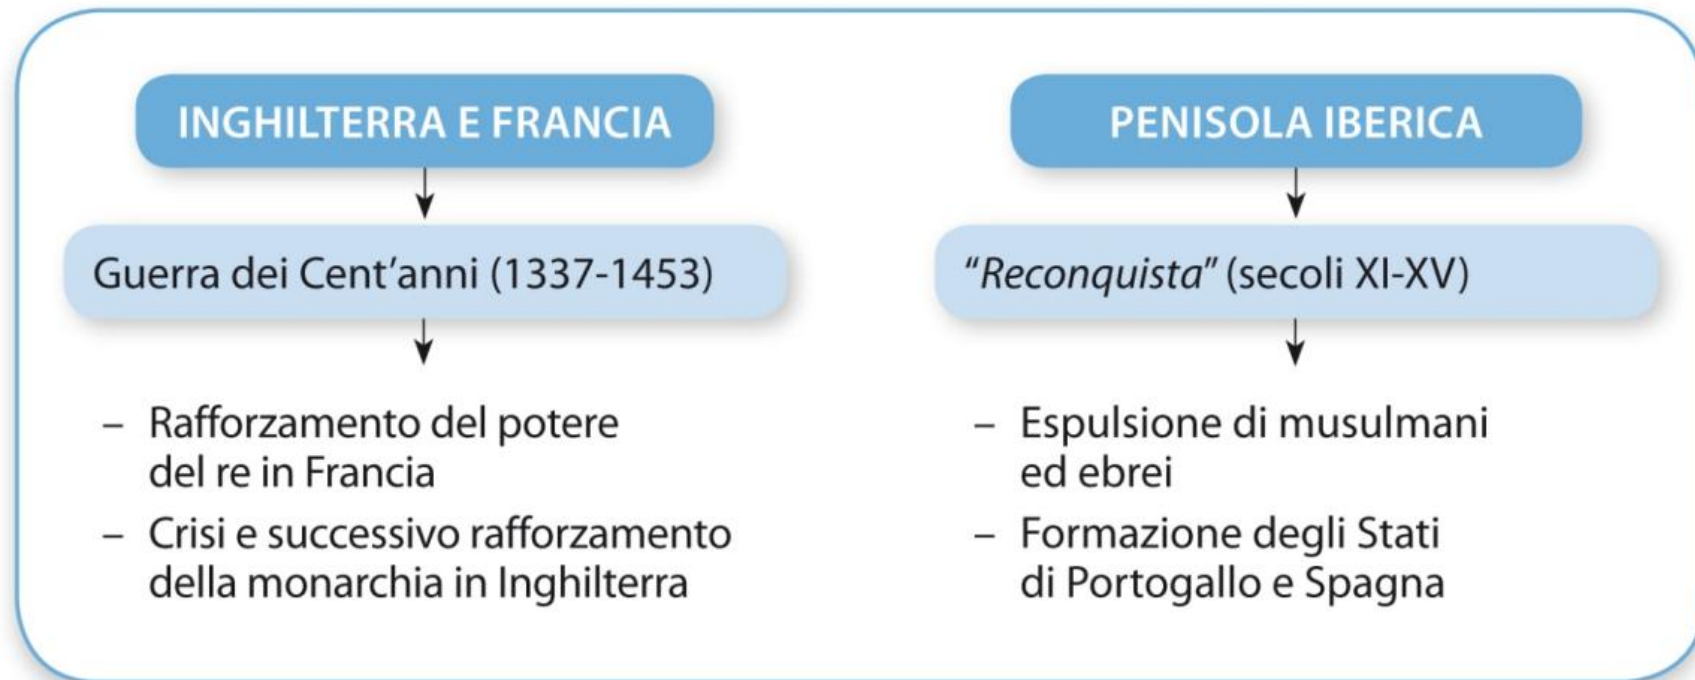 INGHILTERRA E FRANCIA
Guerra dei Cent’anni (1337-1453)
– Rafforzamento del potere
del re in Francia
– Crisi e successivo rafforzamento
della monarchia in Inghilterra
PENISOLA IBERICA
“Reconquista” (secoli XI-XV)
– Espulsione di musulmani
ed ebrei
– Formazione degli Stati
di Portogallo e Spagna